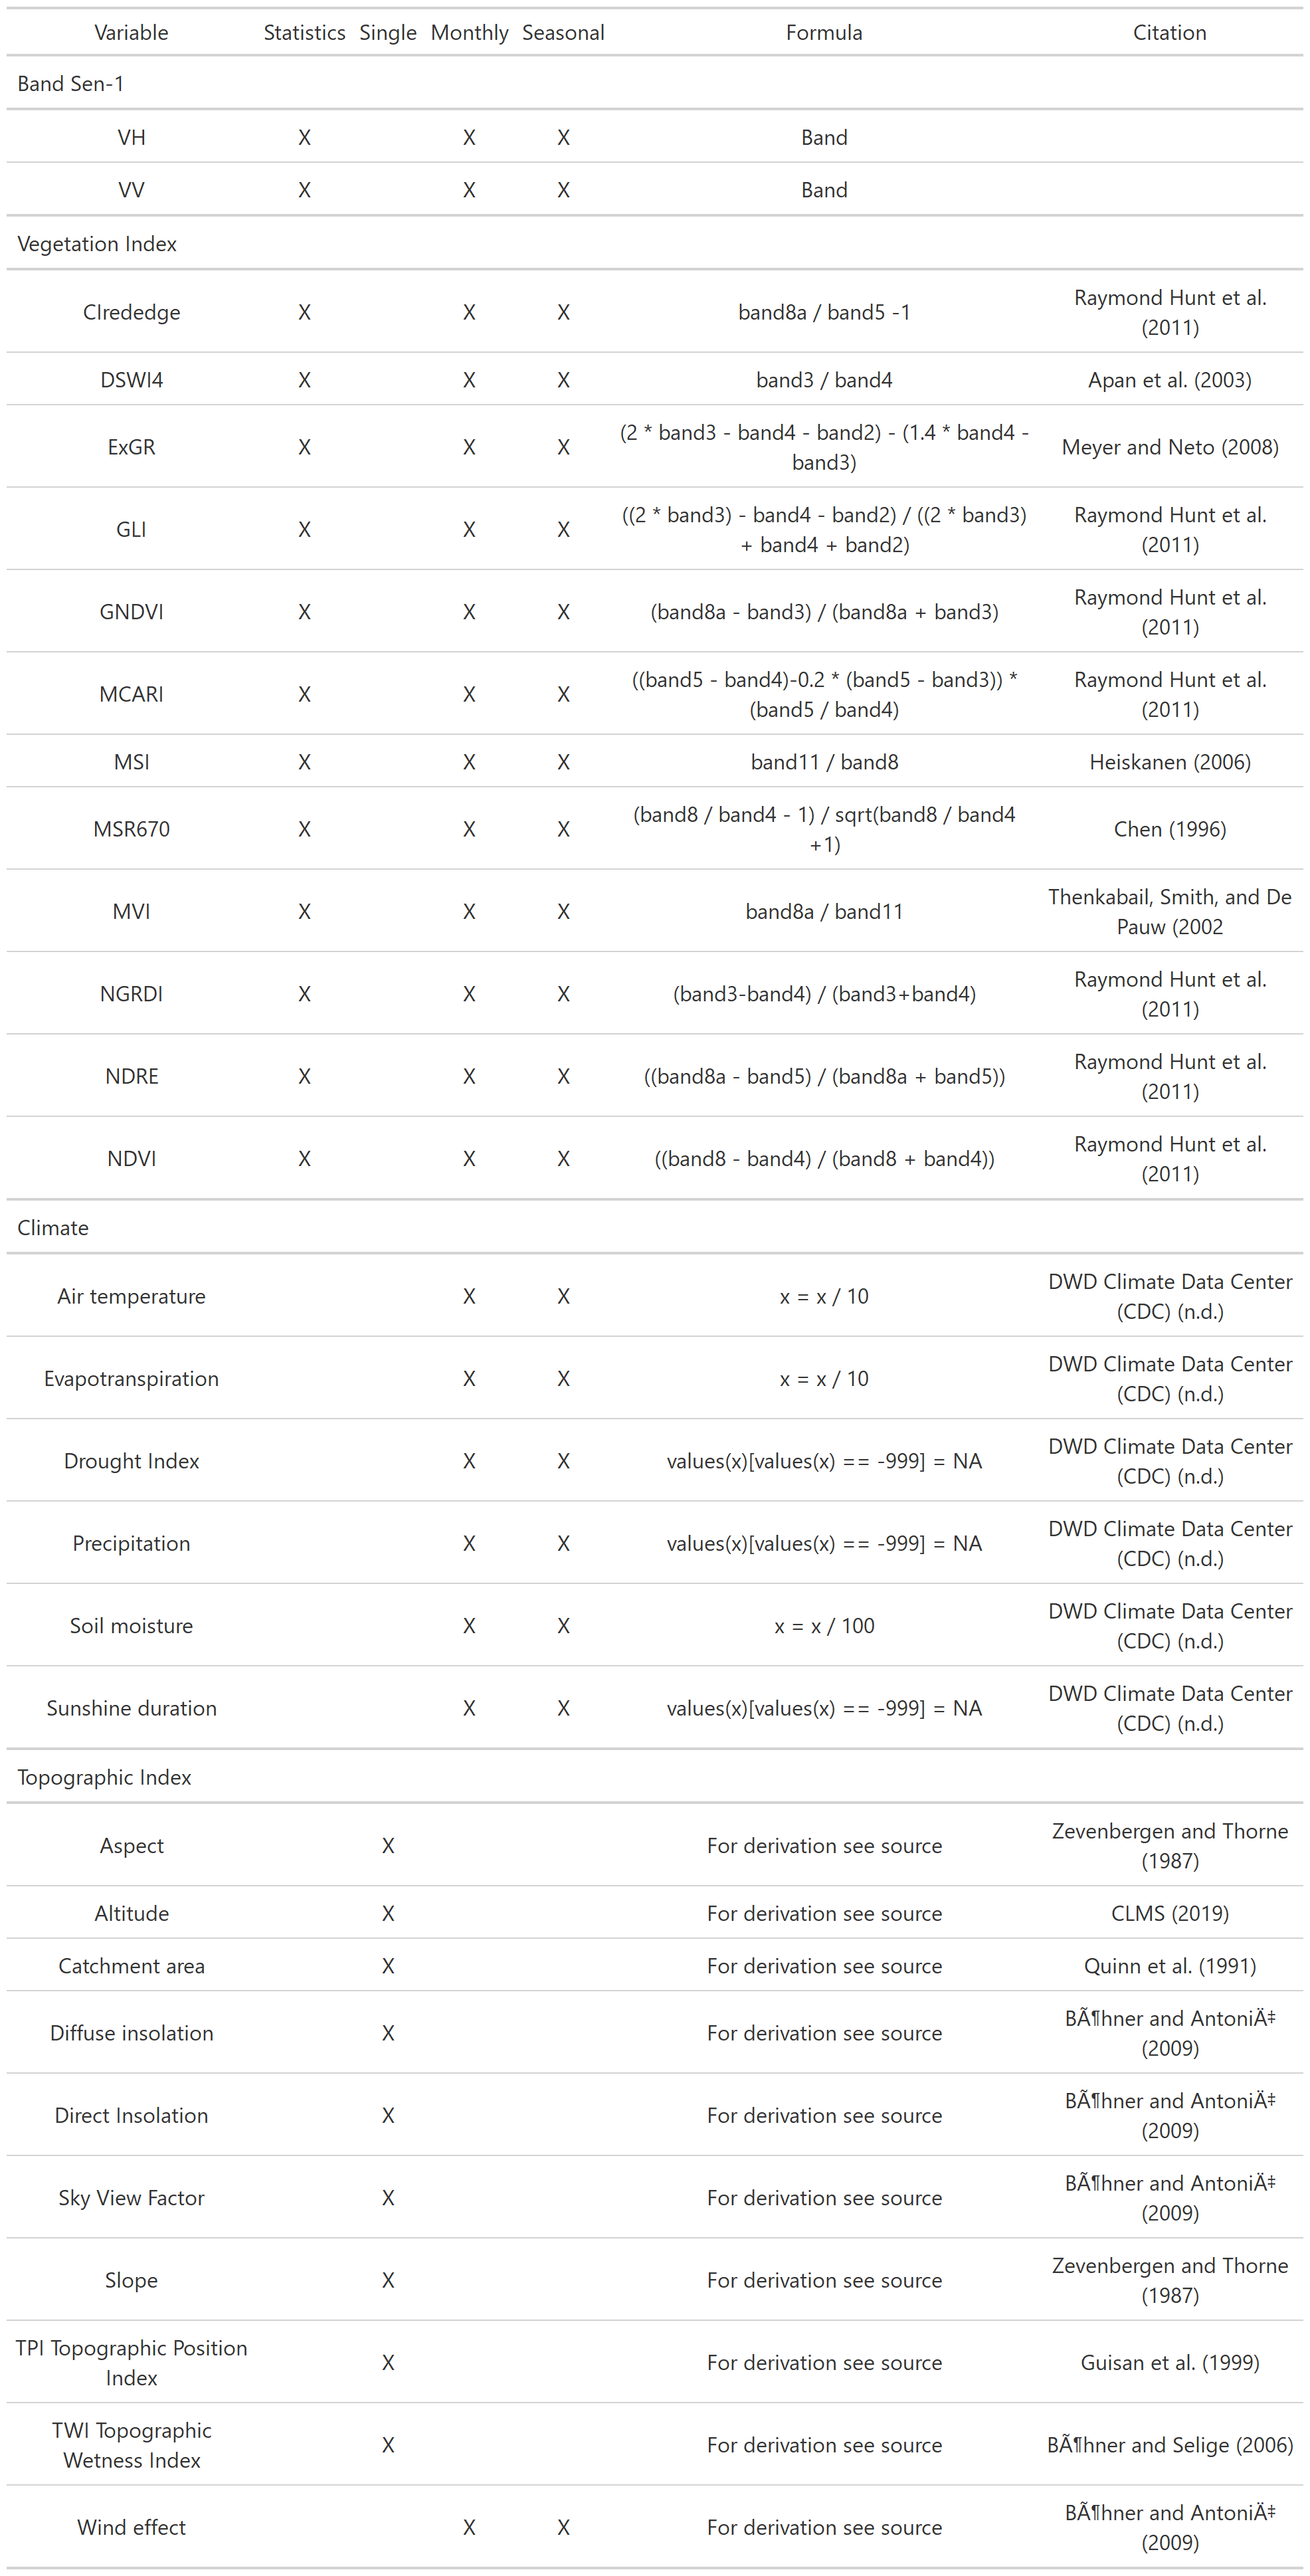 Variable Statistics Single Monthly Seasonal Formula Citation
Band Sen-1
VH X X X Band
VV X X X Band
Vegetation Index
CIrededge X X X band8a / band5 -1 Raymond Hunt et al.
(2011)
DSWI4 X X X band3 / band4 Apan et al. (2003)
ExGR X X X (2 * band3 - band4 - band2) - (1.4 * band4 -
band3) Meyer and Neto (2008)
GLI X X X ((2 * band3) - band4 - band2) / ((2 * band3)
+ band4 + band2) Raymond Hunt et al.
(2011)
GNDVI X X X (band8a - band3) / (band8a + band3) Raymond Hunt et al.
(2011)
MCARI X X X ((band5 - band4)-0.2 * (band5 - band3)) *
(band5 / band4) Raymond Hunt et al.
(2011)
MSI X X X band11 / band8 Heiskanen (2006)
MSR670 X X X (band8 / band4 - 1) / sqrt(band8 / band4
+1) Chen (1996)
MVI X X X band8a / band11 Thenkabail, Smith, and De
Pauw (2002
NGRDI X X X (band3-band4) / (band3+band4) Raymond Hunt et al.
(2011)
NDRE X X X ((band8a - band5) / (band8a + band5)) Raymond Hunt et al.
(2011)
NDVI X X X ((band8 - band4) / (band8 + band4)) Raymond Hunt et al.
(2011)
Climate
Air temperature X X x = x / 10 DWD Climate Data Center
(CDC) (n.d.)
Evapotranspiration X X x = x / 10 DWD Climate Data Center
(CDC) (n.d.)
Drought Index X X values(x)[values(x) == -999] = NA DWD Climate Data Center
(CDC) (n.d.)
Precipitation X X values(x)[values(x) == -999] = NA DWD Climate Data Center
(CDC) (n.d.)
Soil moisture X X x = x / 100 DWD Climate Data Center
(CDC) (n.d.)
Sunshine duration X X values(x)[values(x) == -999] = NA DWD Climate Data Center
(CDC) (n.d.)
Topographic Index
Aspect X For derivation see source Zevenbergen and Thorne
(1987)
Altitude X For derivation see source CLMS (2019)
Catchment area X For derivation see source Quinn et al. (1991)
Diffuse insolation X For derivation see source BÃ¶hner and AntoniÄ‡
(2009)
Direct Insolation X For derivation see source BÃ¶hner and AntoniÄ‡
(2009)
Sky View Factor X For derivation see source BÃ¶hner and AntoniÄ‡
(2009)
Slope X For derivation see source Zevenbergen and Thorne
(1987)
TPI Topographic Position
Index X For derivation see source Guisan et al. (1999)
TWI Topographic
Wetness Index X For derivation see source BÃ¶hner and Selige (2006)
Wind effect X X For derivation see source BÃ¶hner and AntoniÄ‡
(2009)